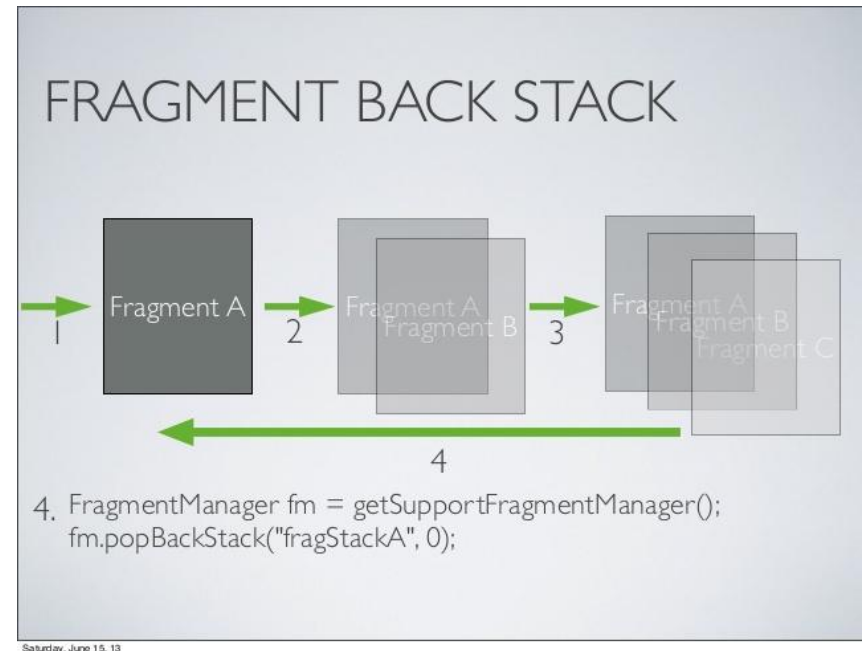 FRAGMENT BACK STACK
Fragment A
Fragment A
Fragment B
Fragment A
Fragment B
Fragment C
1
2
3
4
4. FragmentManager fm = getSupportFragmentManager();
fm.popBackStack("fragStackA", 0);
Saturday, June 15, 13